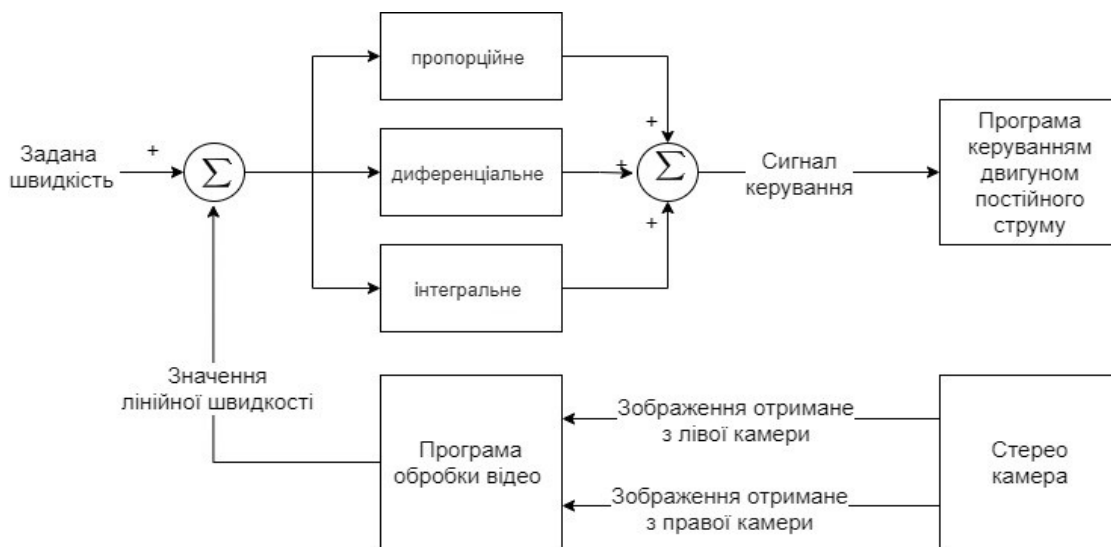 пропорційне
+
Задана
швидкість
+
Σ
диференціальне
+
Σ
Сигнал
керування
Програма
керуванням
двигуном
постійного
струму
+
інтегральне
Значення
лінійної швидкості
Програма
обробки відео
Зображення отримане
з лівої камери
Зображення отримане
з правої камери
Стерео
камера